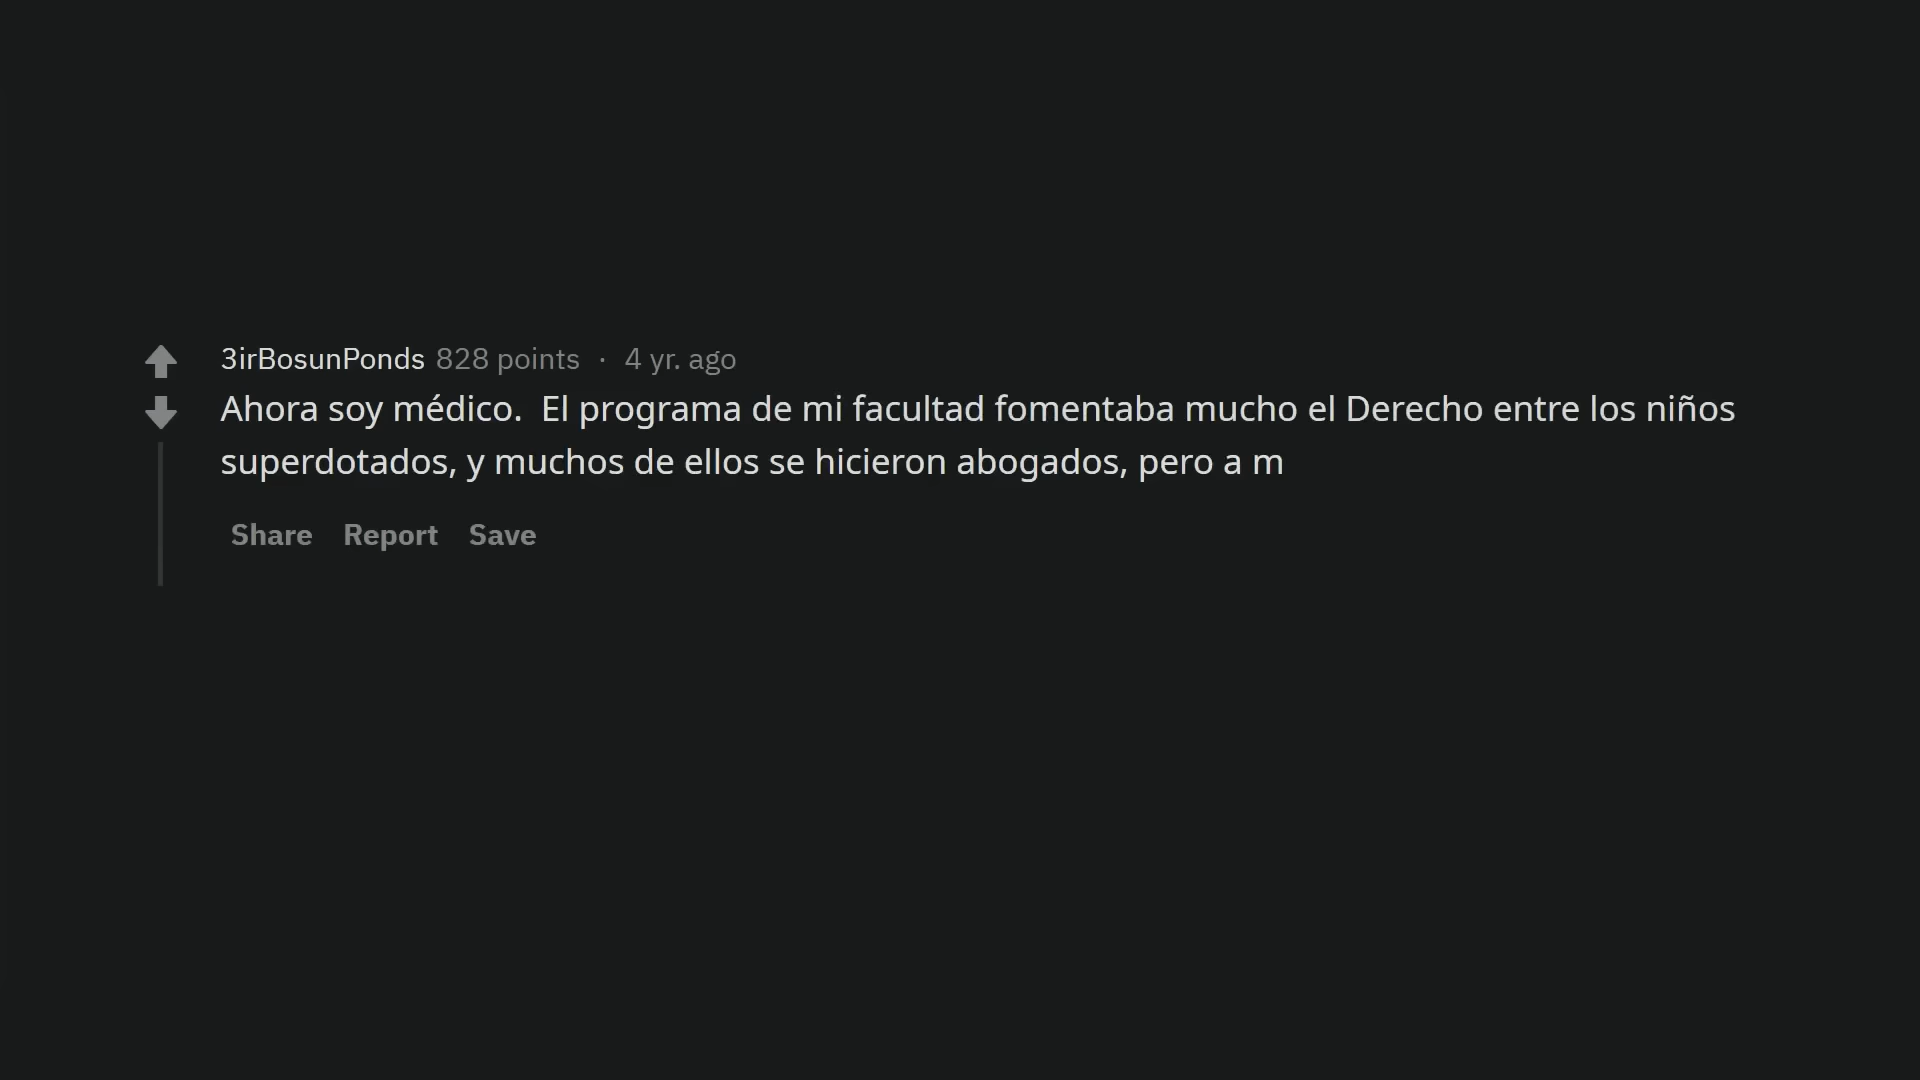 3irBosunPonds 828 points · 4 yr. ago
Ahora soy médico.  El programa de mi facultad fomentaba mucho el Derecho entre los niños
superdotados, y muchos de ellos se hicieron abogados, pero a m
Share Report Save